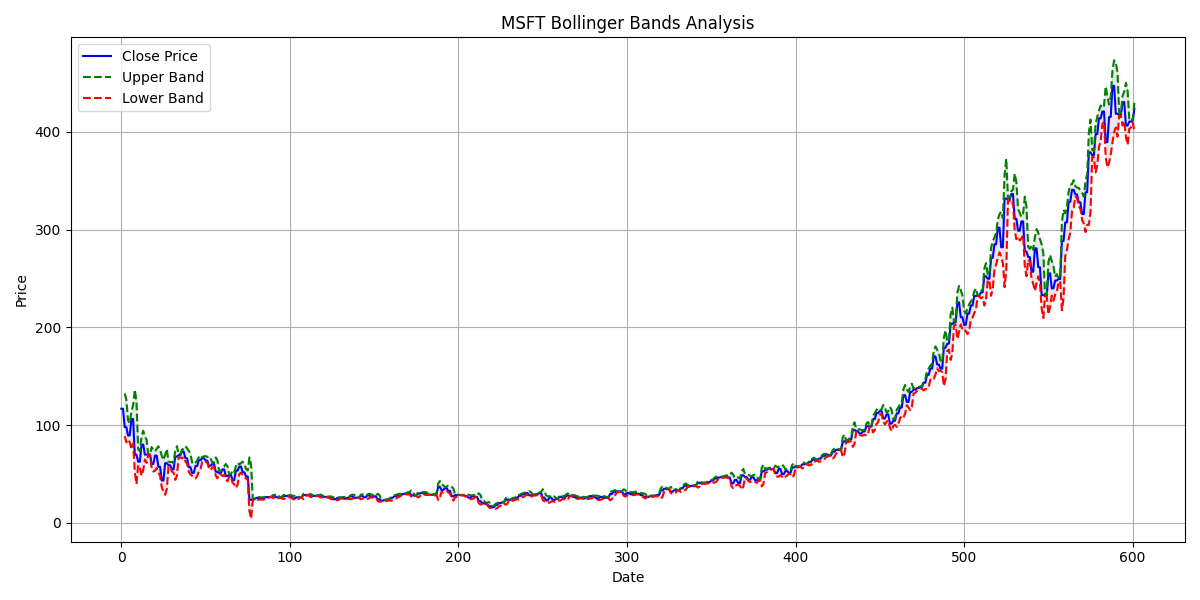 MSFT Bollinger Bands Analysis
Close Price
Upper Band
Lower Band
Price
400
300
200
100
0
0 100 200 300 400 500 600
Date